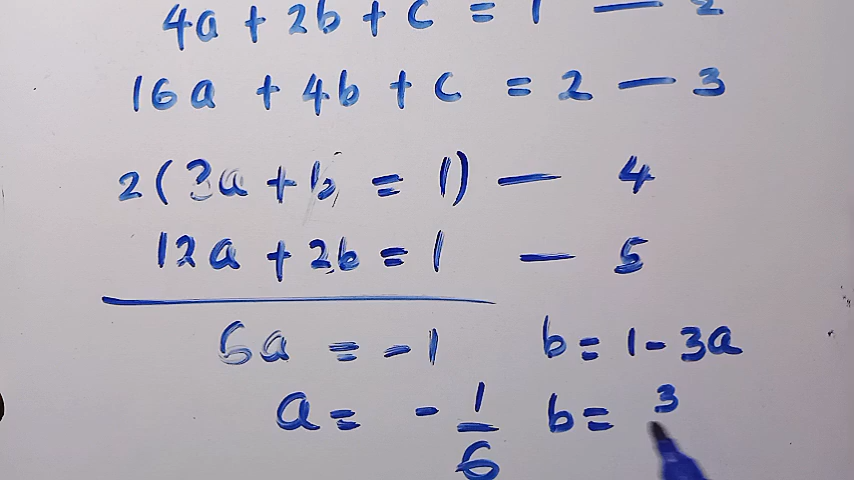 4a + 2b + c = 1 — 2
16a + 4b + c = 2 — 3
2(3a + b = 1) — 4
12a + 2b = 1 — 5
6a = -1 b = 1 - 3a
a = - 1/6 b = 3